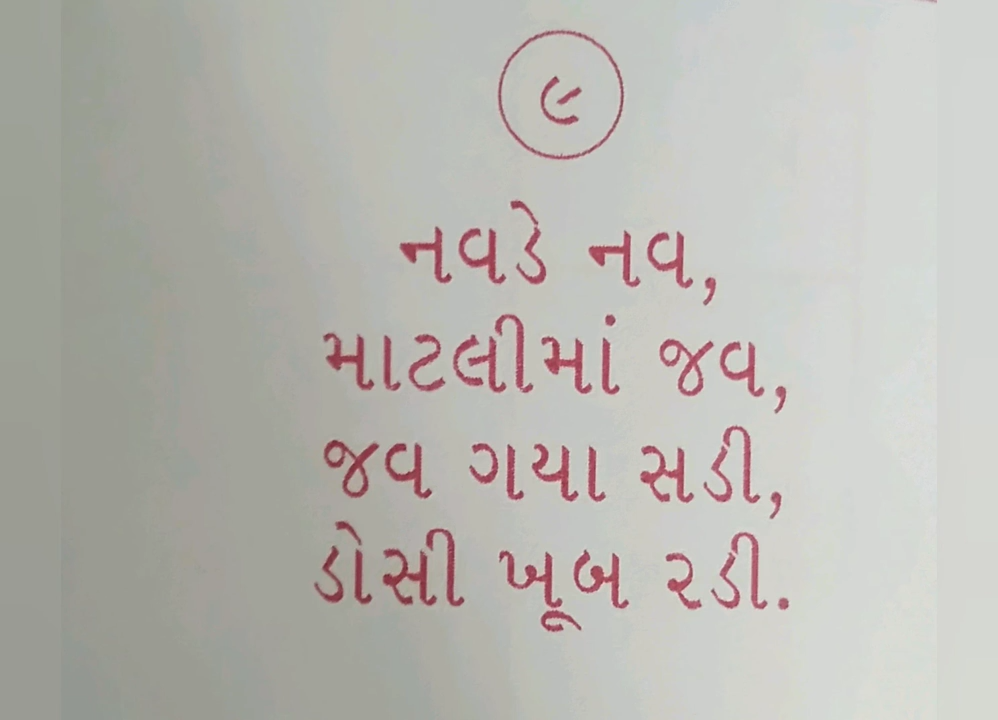 ૯
નવડે નવ,
માટલીમાં જવ,
જવ ગયા સડી,
ડોસી ખૂબ રડી.